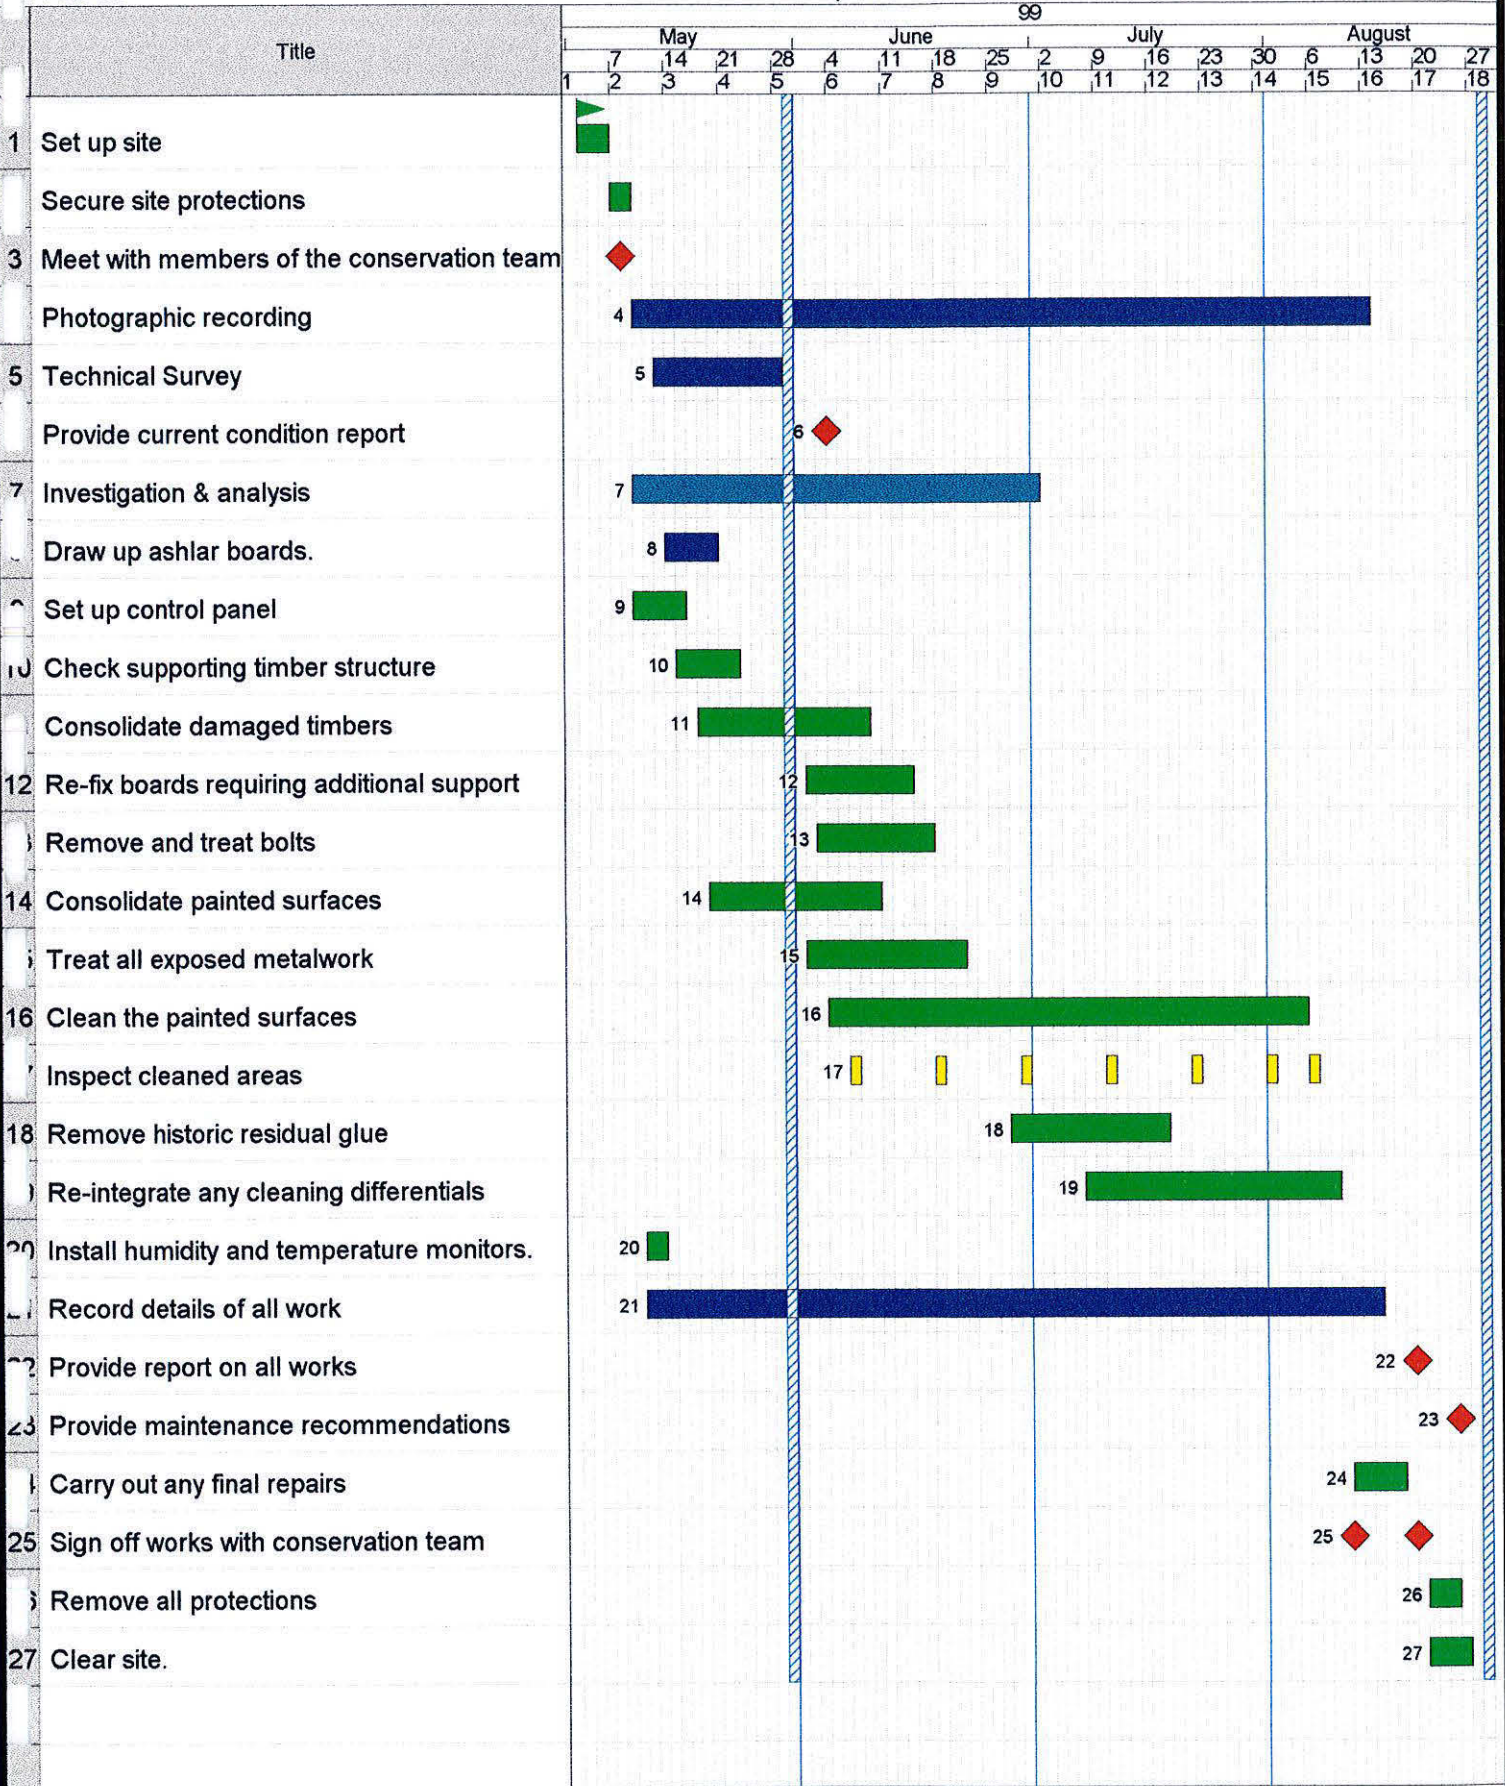 99
Title
May June July August
7 14 21 28 4 11 18 25 2 9 16 23 30 6 13 20 27
1 2 3 4 5 6 7 8 9 10 11 12 13 14 15 16 17 18
1 Set up site
Secure site protections
3 Meet with members of the conservation team
Photographic recording 4
5 Technical Survey 5
Provide current condition report 6
7 Investigation & analysis 7
Draw up ashlar boards. 8
Set up control panel 9
Check supporting timber structure 10
Consolidate damaged timbers 11
12 Re-fix boards requiring additional support 12
Remove and treat bolts 13
14 Consolidate painted surfaces 14
Treat all exposed metalwork 15
16 Clean the painted surfaces 16
Inspect cleaned areas 17
18 Remove historic residual glue 18
Re-integrate any cleaning differentials 19
Install humidity and temperature monitors. 20
Record details of all work 21
Provide report on all works 22
23 Provide maintenance recommendations 23
Carry out any final repairs 24
25 Sign off works with conservation team 25
Remove all protections 26
27 Clear site. 27